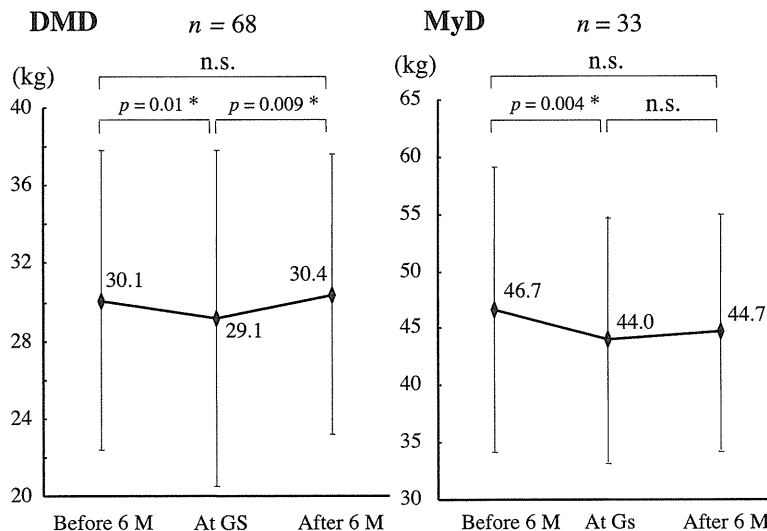 DMD n = 68
n.s.
(kg)
p = 0.01 * p = 0.009 *
40
36
32
28
24
20
30.1
29.1
30.4
Before 6 M At GS After 6 M
MyD n = 33
n.s.
(kg)
p = 0.004 * n.s.
65
60
55
50
45
40
35
30
46.7
44.0
44.7
Before 6 M At Gs After 6 M